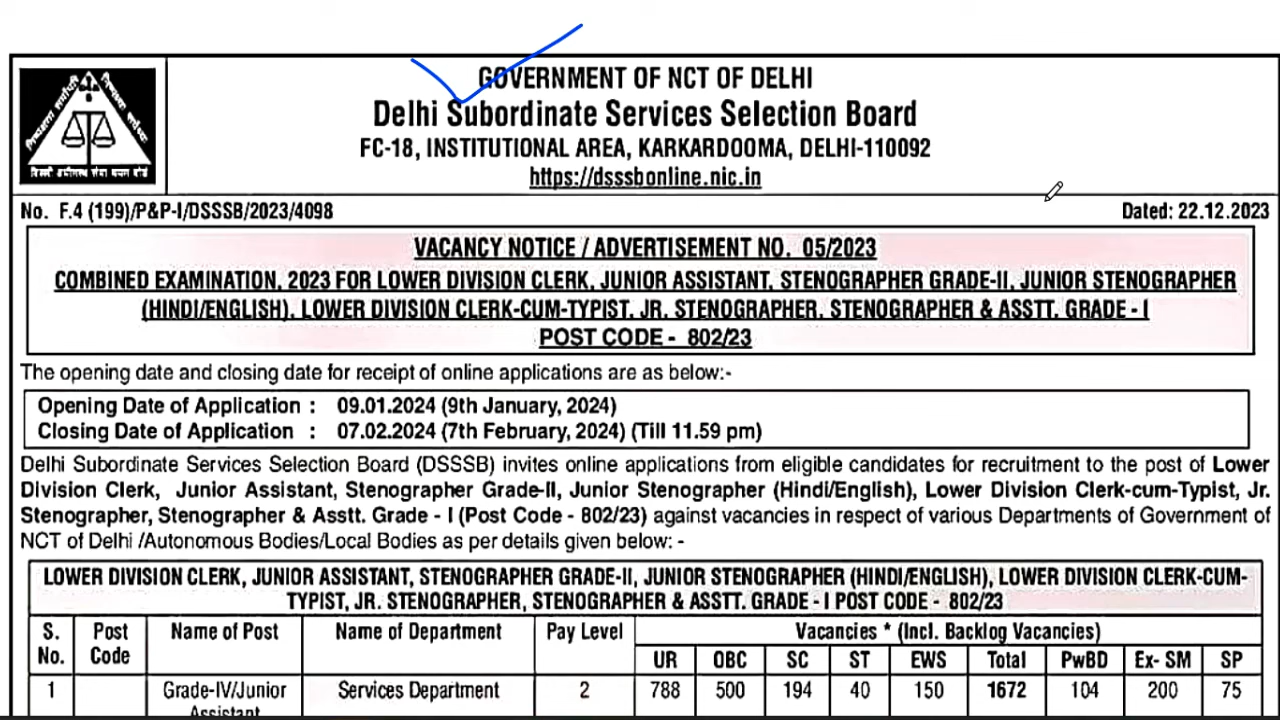 GOVERNMENT OF NCT OF DELHI
Delhi Subordinate Services Selection Board
FC-18, INSTITUTIONAL AREA, KARKARDOOMA, DELHI-110092
https://dsssbonline.nic.in
दिल्ली अधीनस्थ सेवा चयन बोर्ड
No. F.4 (199)/P&P-I/DSSSB/2023/4098 Dated: 22.12.2023
VACANCY NOTICE / ADVERTISEMENT NO. 05/2023
COMBINED EXAMINATION, 2023 FOR LOWER DIVISION CLERK, JUNIOR ASSISTANT, STENOGRAPHER GRADE-II, JUNIOR STENOGRAPHER
(HINDI/ENGLISH), LOWER DIVISION CLERK-CUM-TYPIST, JR. STENOGRAPHER, STENOGRAPHER & ASSTT. GRADE - I
POST CODE - 802/23
The opening date and closing date for receipt of online applications are as below:-
Opening Date of Application : 09.01.2024 (9th January, 2024)
Closing Date of Application : 07.02.2024 (7th February, 2024) (Till 11.59 pm)
Delhi Subordinate Services Selection Board (DSSSB) invites online applications from eligible candidates for recruitment to the post of Lower
Division Clerk, Junior Assistant, Stenographer Grade-II, Junior Stenographer (Hindi/English), Lower Division Clerk-cum-Typist, Jr.
Stenographer, Stenographer & Asstt. Grade - I (Post Code - 802/23) against vacancies in respect of various Departments of Government of
NCT of Delhi /Autonomous Bodies/Local Bodies as per details given below: -
LOWER DIVISION CLERK, JUNIOR ASSISTANT, STENOGRAPHER GRADE-II, JUNIOR STENOGRAPHER (HINDI/ENGLISH), LOWER DIVISION CLERK-CUM-
TYPIST, JR. STENOGRAPHER, STENOGRAPHER & ASSTT. GRADE - I POST CODE - 802/23
S. No. Post Code Name of Post Name of Department Pay Level Vacancies * (Incl. Backlog Vacancies)
UR OBC SC ST EWS Total PwBD Ex- SM SP
1 Grade-IV/Junior Services Department 2 788 500 194 40 150 1672 104 200 75
Assistant